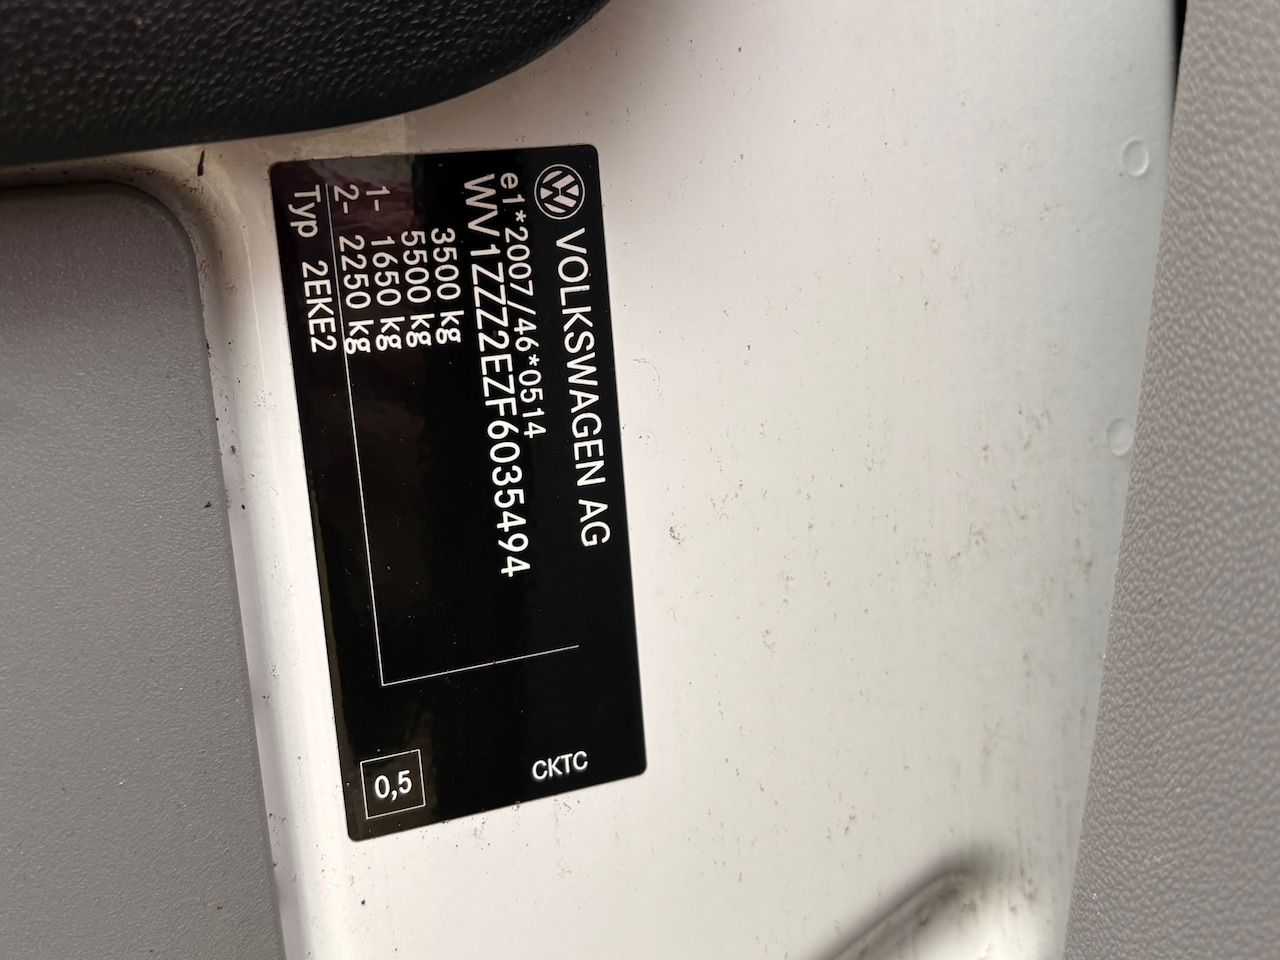 VOLKSWAGEN AG
e1*2007/46*0514
WV1ZZZ2EZF6035494
3500 kg
5500 kg
1- 1650 kg
2- 2250 kg
Typ 2EKE2
CKTC
0,5